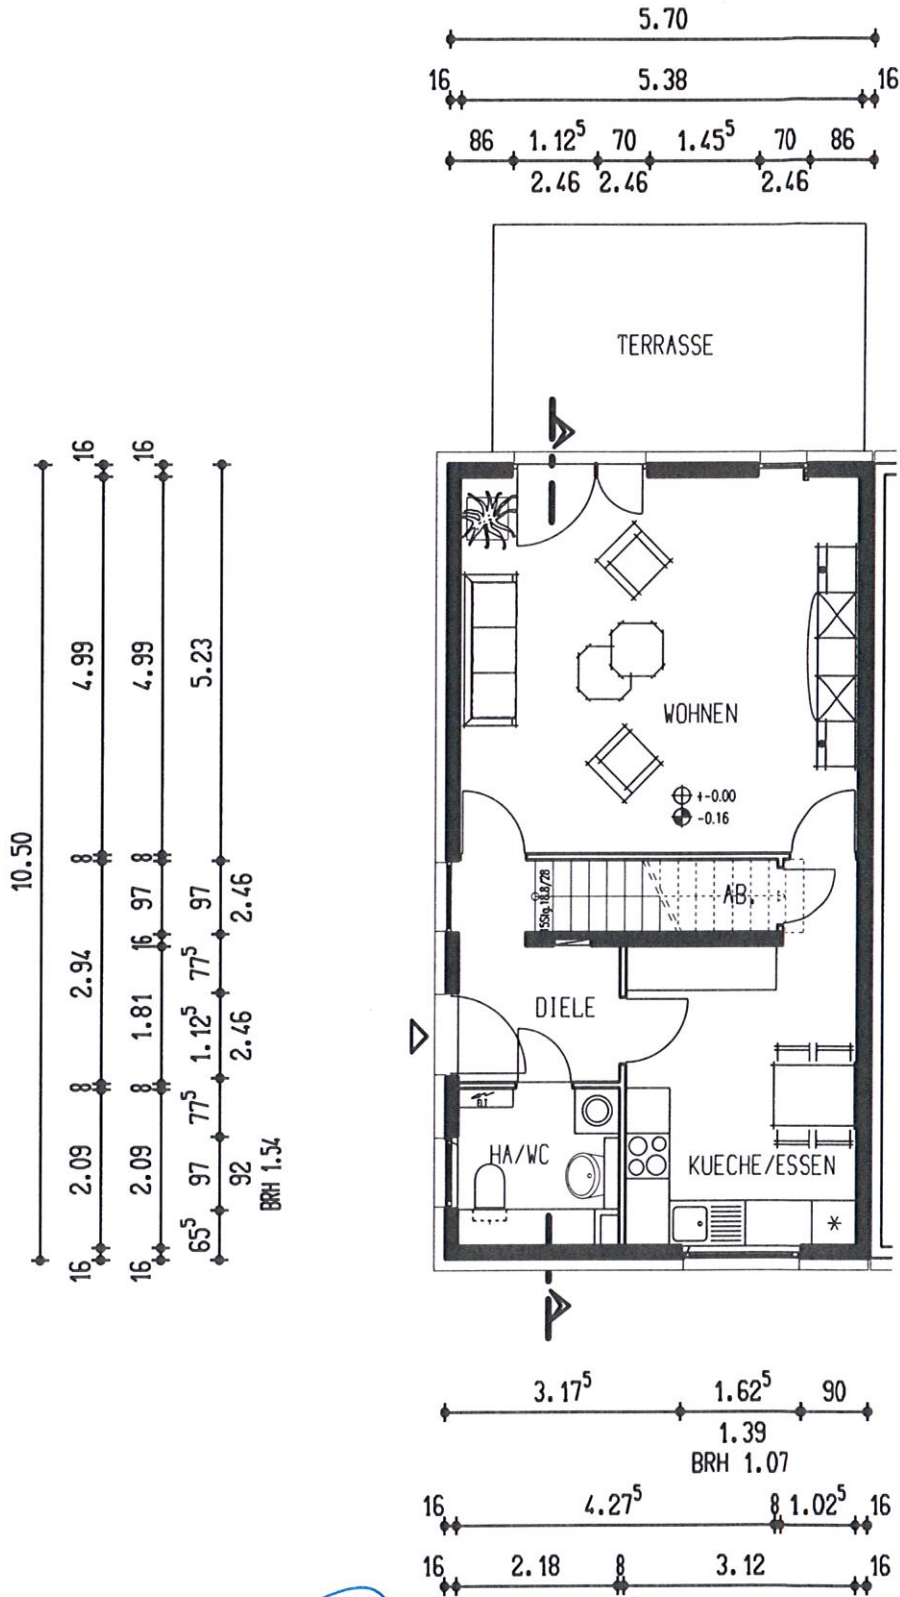 5.70
16 5.38 16
86 1.12⁵ 70 1.45⁵ 70 86
2.46 2.46 2.46
TERRASSE
10.50
16 4.99 8 2.94 8 2.09 16
16 4.99 8 97 16 1.81 8 2.09 16
5.23 97 77⁵ 1.12⁵ 77⁵ 97 65⁵
2.46 2.46 92
BRH 1.54
WOHNEN
+-0.00
-0.16
15Stg.18.8/28
AB.
DIELE
HA/WC
KUECHE/ESSEN
3.17⁵ 1.62⁵ 90
1.39
BRH 1.07
16 4.27⁵ 8 1.02⁵ 16
16 2.18 8 3.12 16